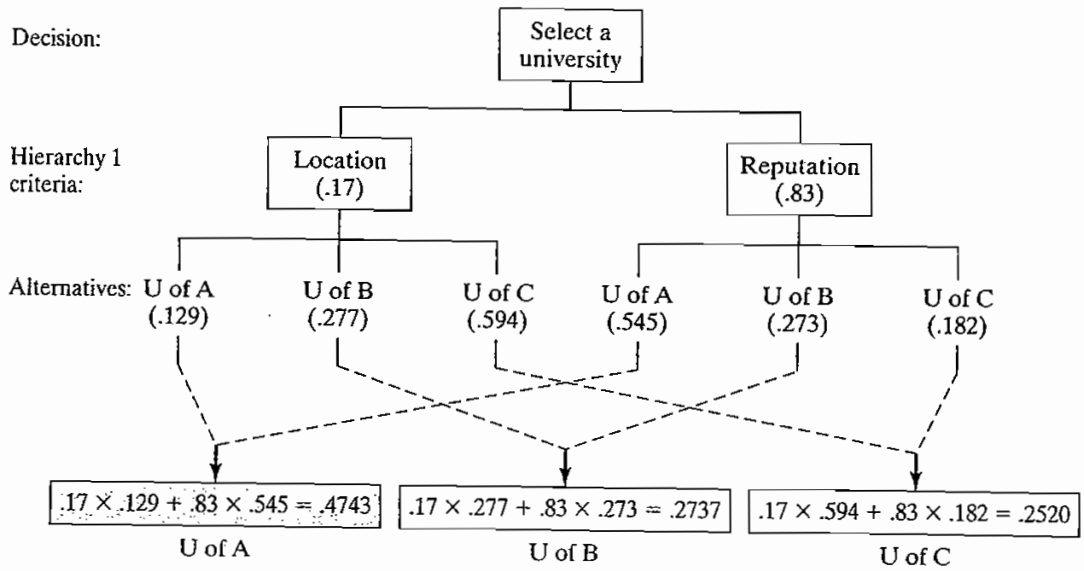 Decision:
Select a
university
Hierarchy 1
criteria:
Location
(.17)
Reputation
(.83)
Alternatives:
U of A
(.129)
U of B
(.277)
U of C
(.594)
U of A
(.545)
U of B
(.273)
U of C
(.182)
.17 × .129 + .83 × .545 = .4743
U of A
.17 × .277 + .83 × .273 = .2737
U of B
.17 × .594 + .83 × .182 = .2520
U of C